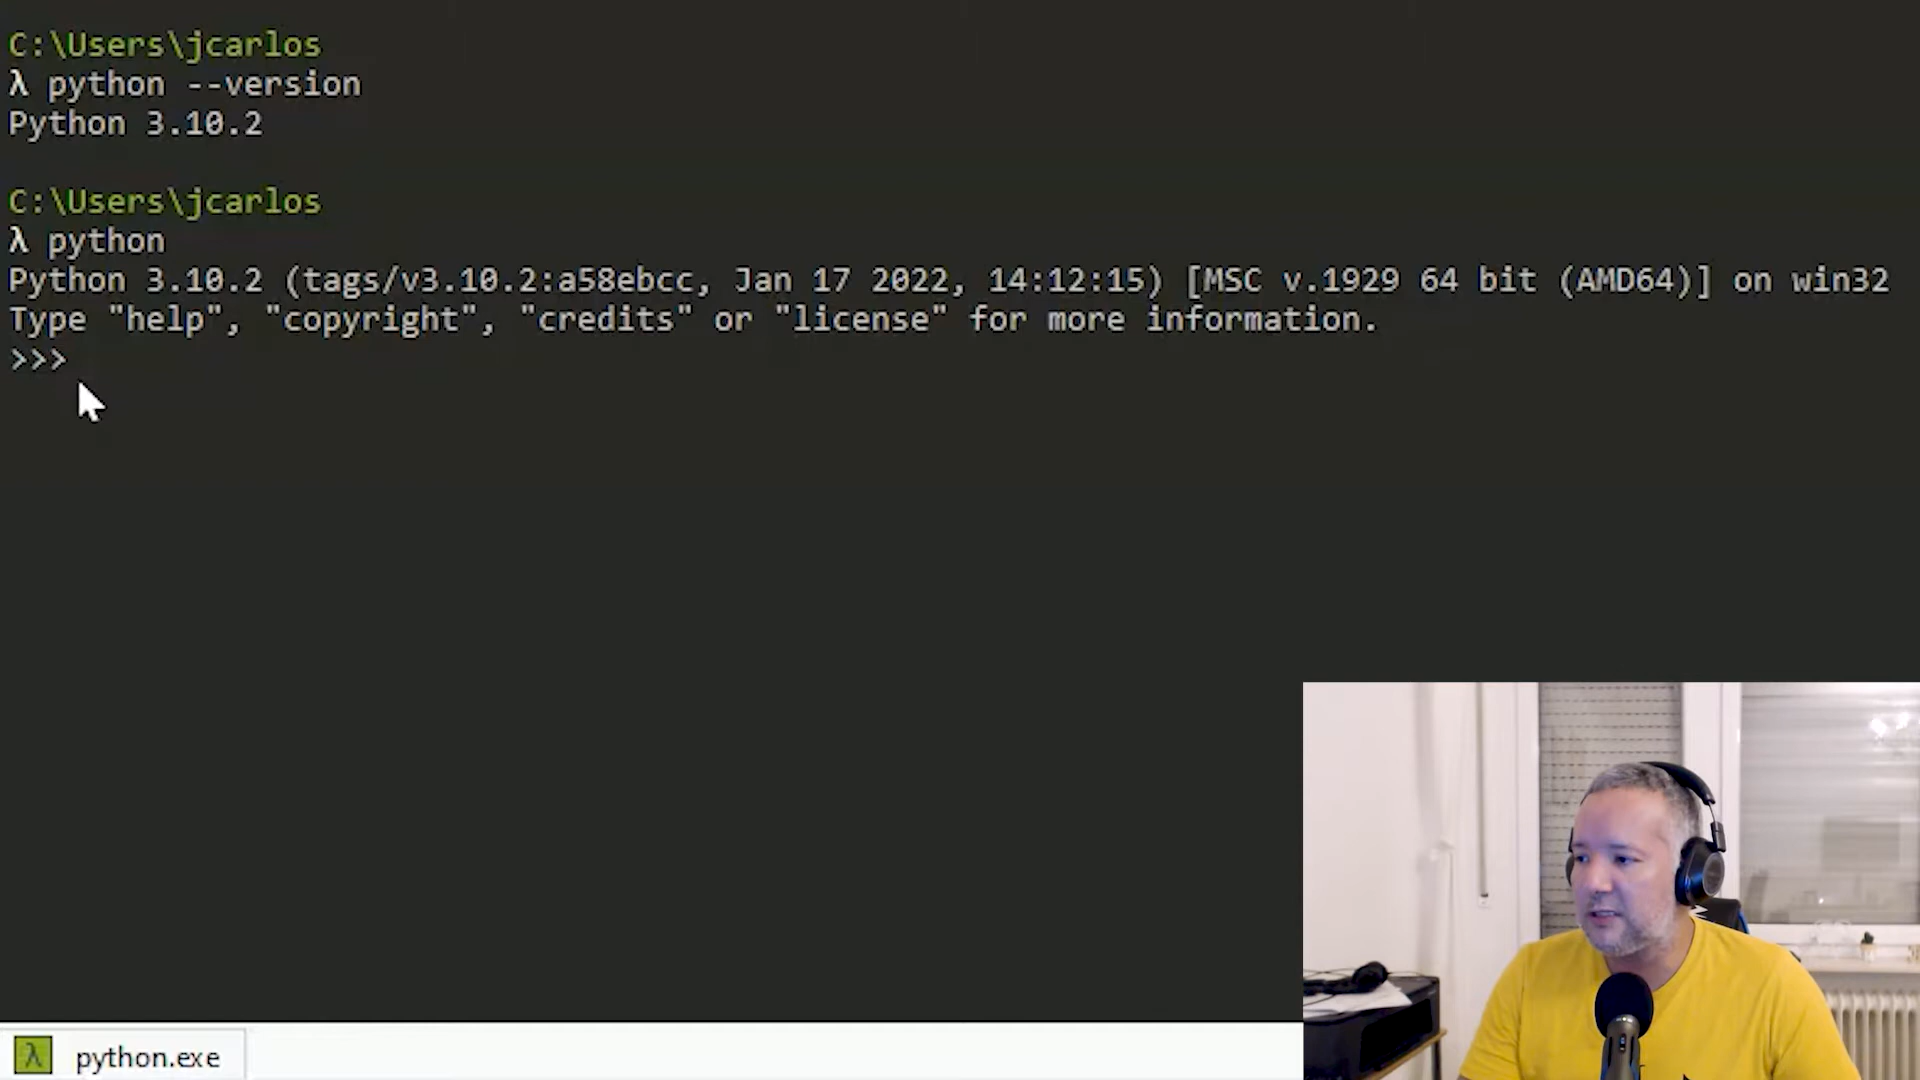 C:\Users\jcarlos
λ python --version
Python 3.10.2
C:\Users\jcarlos
λ python
Python 3.10.2 (tags/v3.10.2:a58ebcc, Jan 17 2022, 14:12:15) [MSC v.1929 64 bit (AMD64)] on win32
Type "help", "copyright", "credits" or "license" for more information.
>>>
λ python.exe